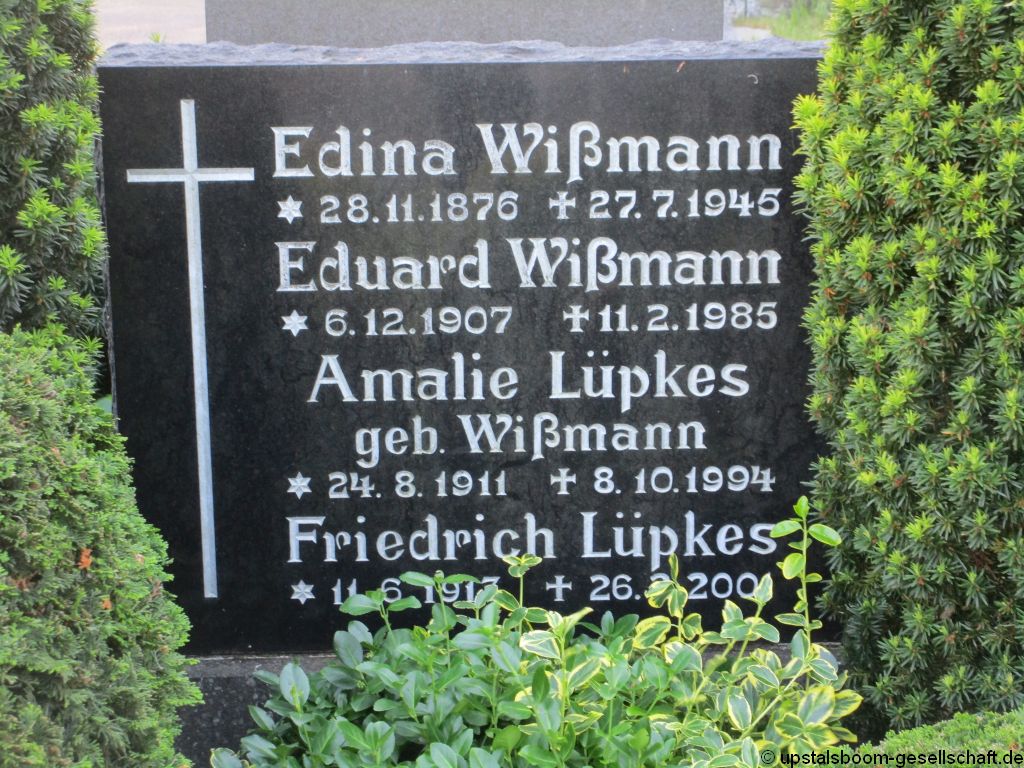 Edina Wißmann
28.11.1876 27.7.1945
Eduard Wißmann
6.12.1907 11.2.1985
Amalie Lüpkes
geb. Wißmann
24.8.1911 8.10.1994
Friedrich Lüpkes
© upstalsboom-gesellschaft.de